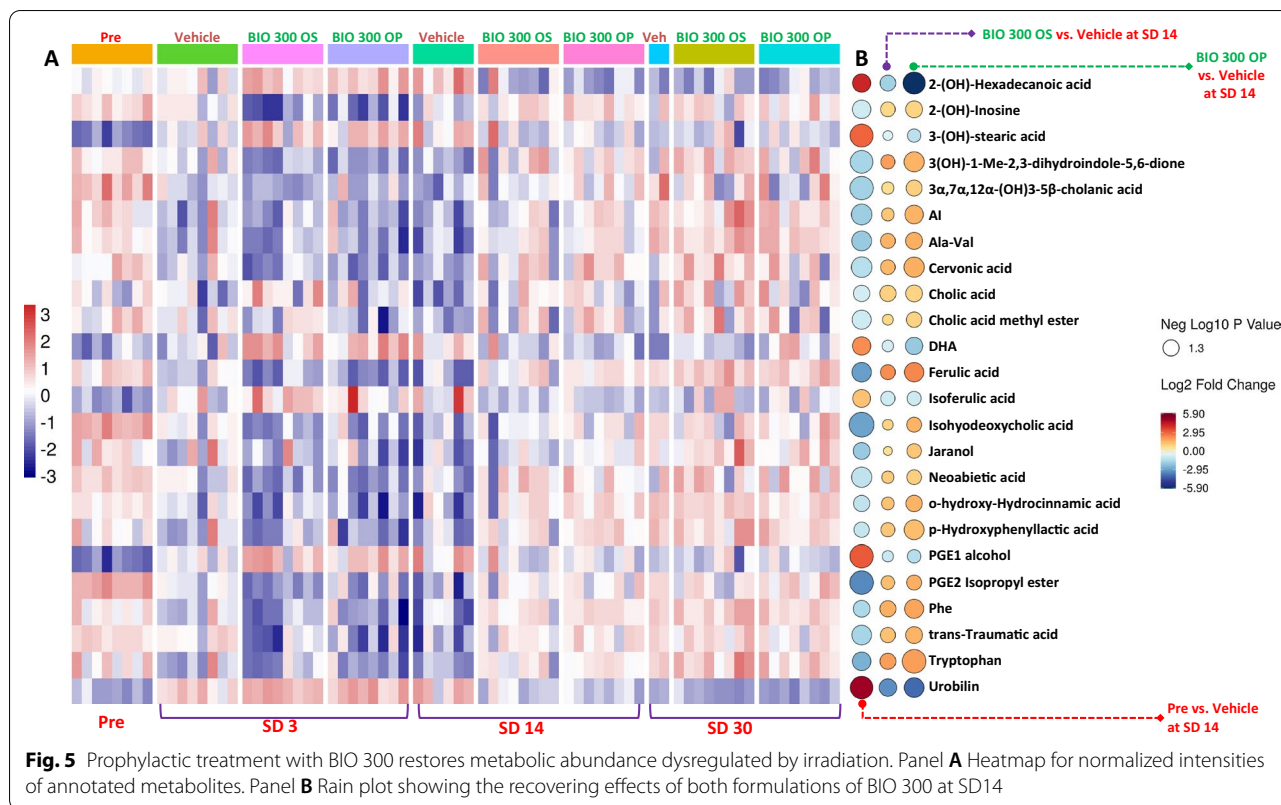 Pre Vehicle BIO 300 OS BIO 300 OP Vehicle BIO 300 OS BIO 300 OP Veh BIO 300 OS BIO 300 OP
A
B
BIO 300 OS vs. Vehicle at SD 14
BIO 300 OP
vs. Vehicle
at SD 14
2-(OH)-Hexadecanoic acid
2-(OH)-Inosine
3-(OH)-stearic acid
3(OH)-1-Me-2,3-dihydroindole-5,6-dione
3α,7α,12α-(OH)3-5β-cholanic acid
Ala-Val
Cervonic acid
Cholic acid
Cholic acid methyl ester
DHA
Ferulic acid
Isoferulic acid
Isohyodeoxycholic acid
Jaranol
Neoabietic acid
o-hydroxy-Hydrocinnamic acid
p-Hydroxyphenyllactic acid
PGE1 alcohol
PGE2 Isopropyl ester
Phe
trans-Traumatic acid
Tryptophan
Urobilin
3
2
1
0
-1
-2
-3
Neg Log10 P Value
1.3
Log2 Fold Change
5.90
2.95
0.00
-2.95
-5.90
Pre SD 3 SD 14 SD 30
Pre vs. Vehicle
at SD 14
Fig. 5 Prophylactic treatment with BIO 300 restores metabolic abundance dysregulated by irradiation. Panel A Heatmap for normalized intensities
of annotated metabolites. Panel B Rain plot showing the recovering effects of both formulations of BIO 300 at SD14